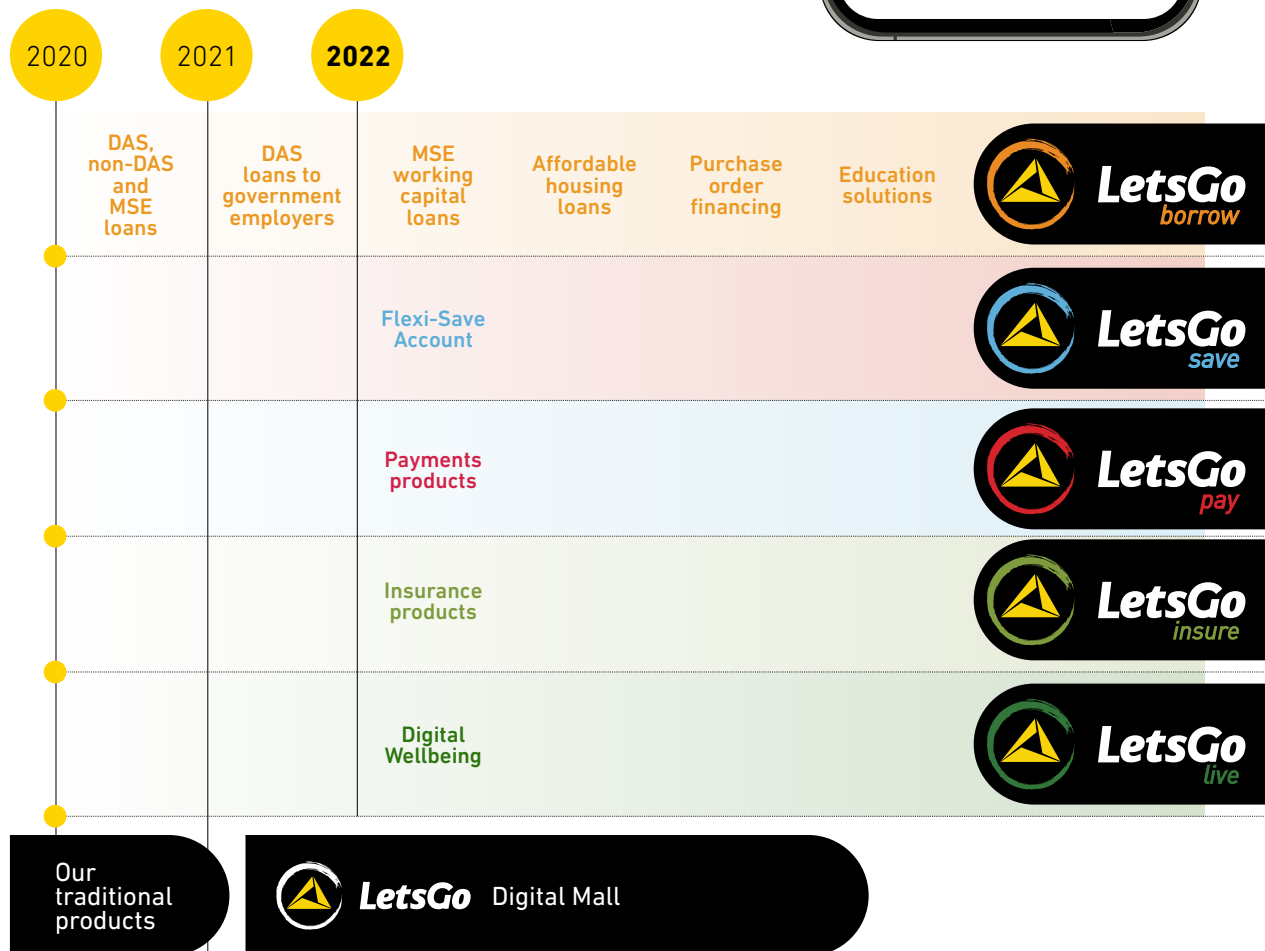 2020
2021
2022
DAS,
non-DAS
and
MSE
loans
DAS
loans to
government
employers
MSE
working
capital
loans
Affordable
housing
loans
Purchase
order
financing
Education
solutions
LetsGo
borrow
Flexi-Save
Account
LetsGo
save
Payments
products
LetsGo
pay
Insurance
products
LetsGo
insure
Digital
Wellbeing
LetsGo
live
Our
traditional
products
LetsGo Digital Mall